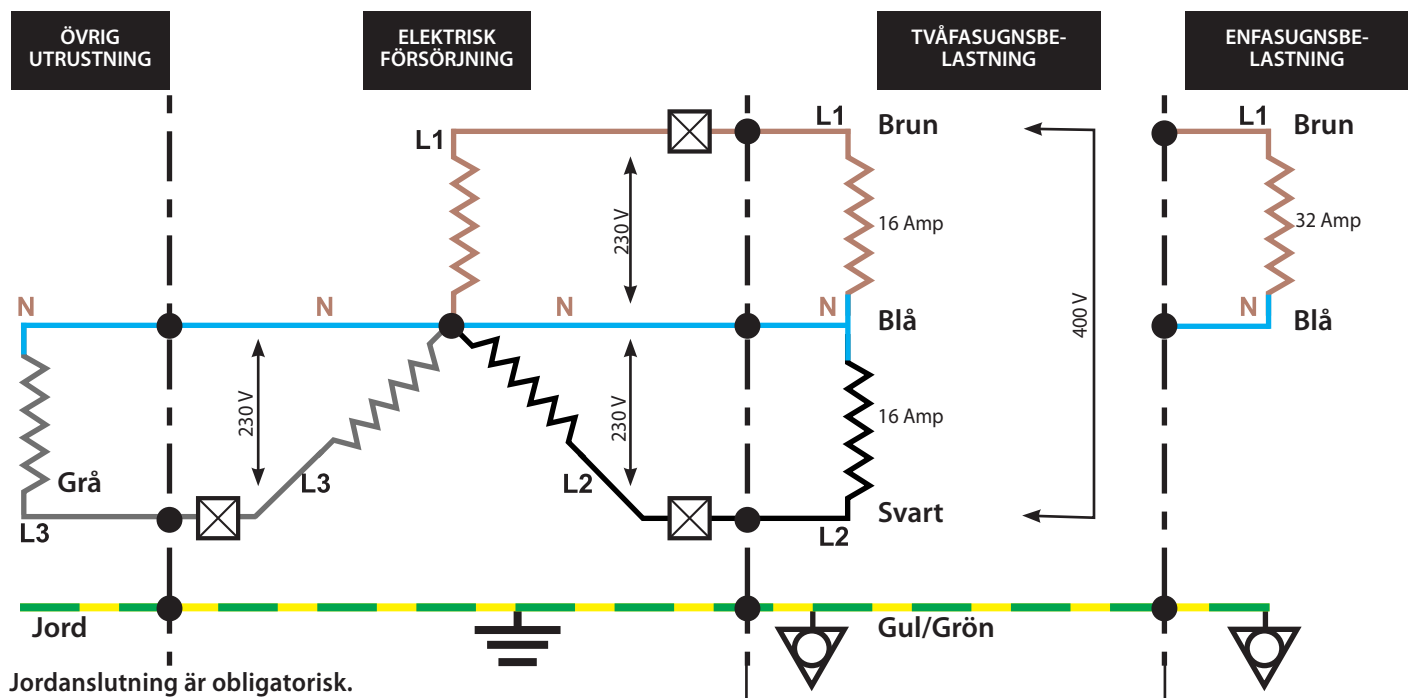 ÖVRIG
UTRUSTNING
ELEKTRISK
FÖRSÖRJNING
TVÅFASUGNSBE-
LASTNING
ENFASUGNSBE-
LASTNING
L1
L1
Brun
L1
Brun
230 V
16 Amp
400 V
32 Amp
N
N
N
N
Blå
N
Blå
230 V
230 V
16 Amp
Grå
L3
L2
L3
L2
Svart
Jord
Gul/Grön
Jordanslutning är obligatorisk.